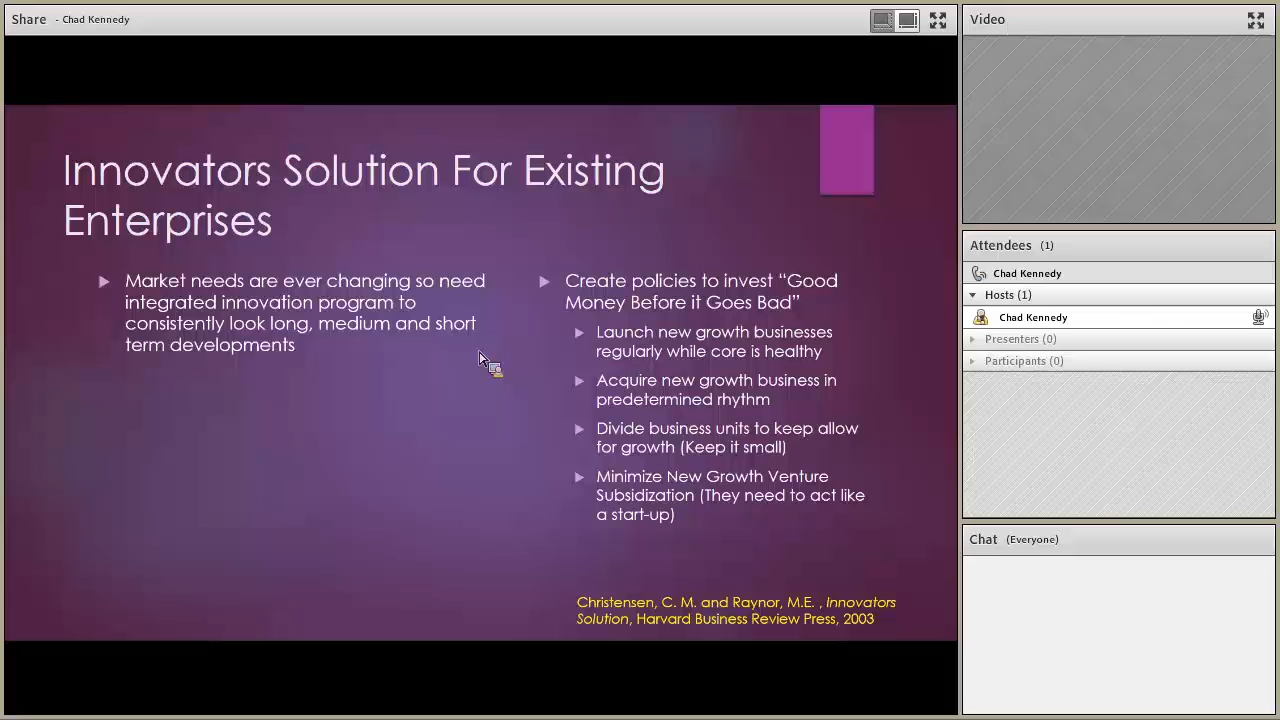 Share - Chad Kennedy
Innovators Solution For Existing
Enterprises
Market needs are ever changing so need
integrated innovation program to
consistently look long, medium and short
term developments
Create policies to invest “Good
Money Before it Goes Bad”
Launch new growth businesses
regularly while core is healthy
Acquire new growth business in
predetermined rhythm
Divide business units to keep allow
for growth (Keep it small)
Minimize New Growth Venture
Subsidization (They need to act like
a start-up)
Christensen, C. M. and Raynor, M.E. , Innovators
Solution, Harvard Business Review Press, 2003
Video
Attendees (1)
Chad Kennedy
Hosts (1)
Chad Kennedy
Presenters (0)
Participants (0)
Chat (Everyone)